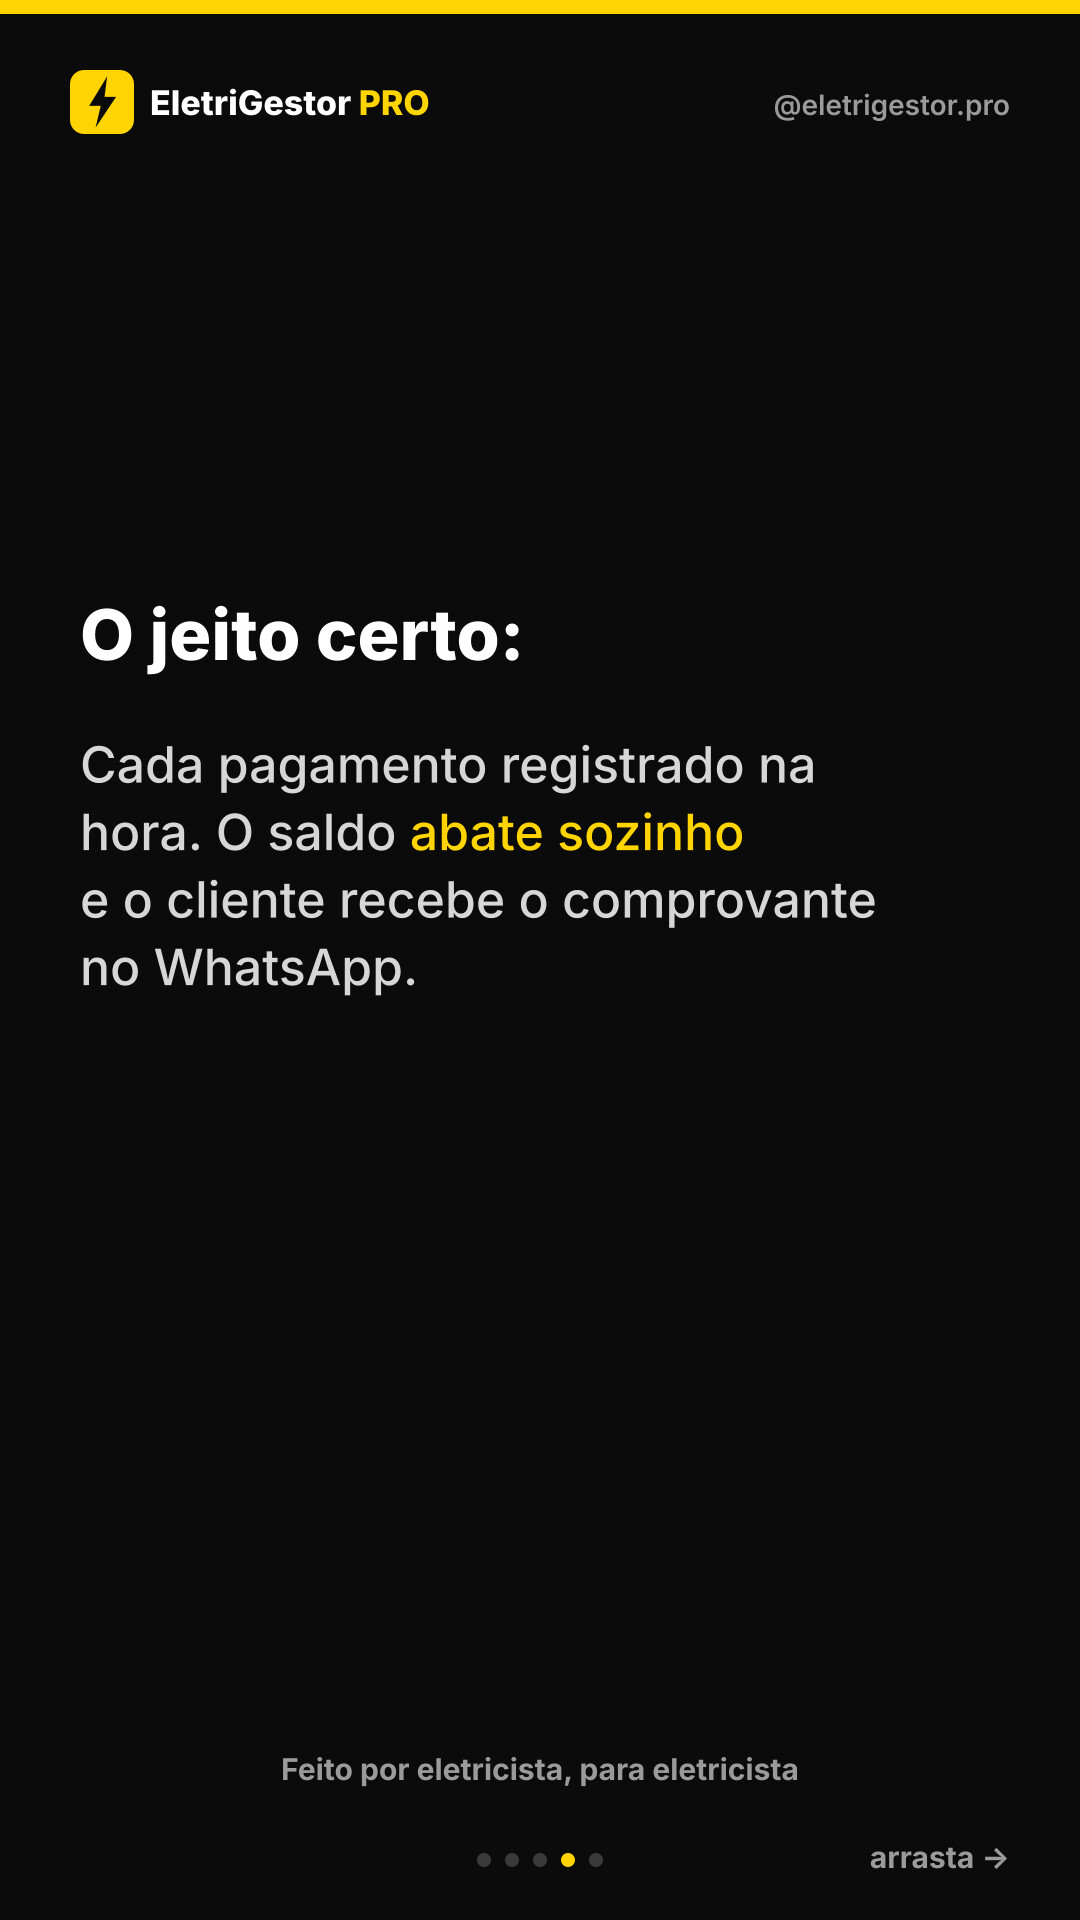 EletriGestor PRO
@eletrigestor.pro
O jeito certo:
Cada pagamento registrado na
hora. O saldo abate sozinho
e o cliente recebe o comprovante
no WhatsApp.
Feito por eletricista, para eletricista
arrasta →